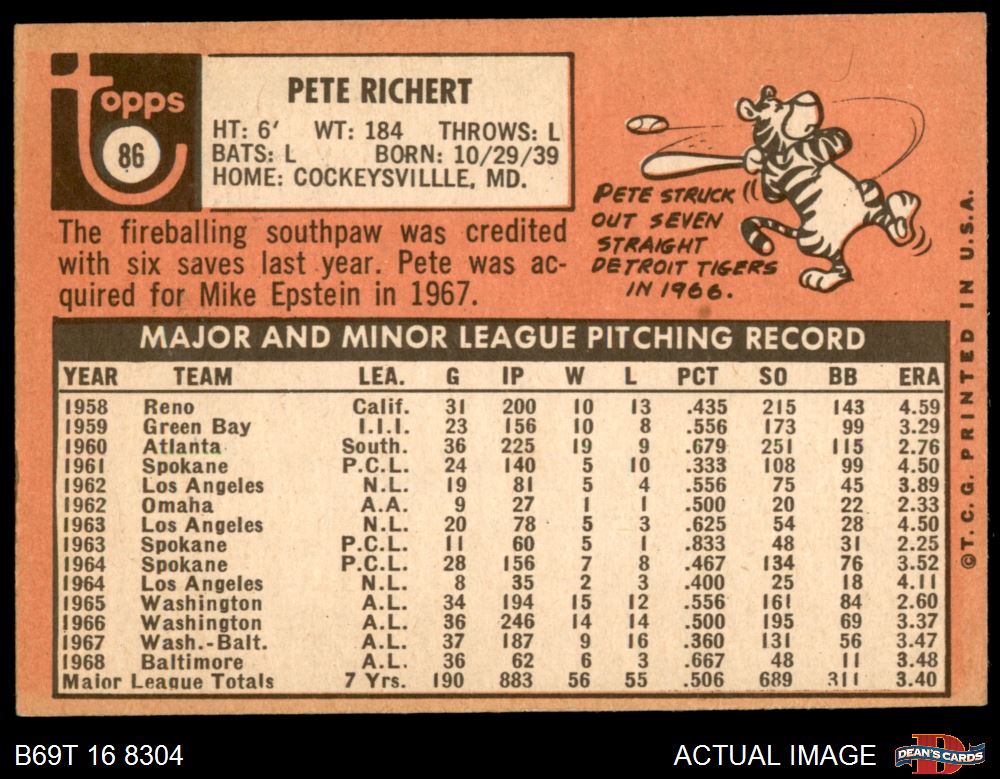 topps
86
PETE RICHERT
HT: 6′ WT: 184 THROWS: L
BATS: L BORN: 10/29/39
HOME: COCKEYSVILLLE, MD.
The fireballing southpaw was credited
with six saves last year. Pete was ac-
quired for Mike Epstein in 1967.
PETE STRUCK
OUT SEVEN
STRAIGHT
DETROIT TIGERS
IN 1966.
MAJOR AND MINOR LEAGUE PITCHING RECORD
YEAR TEAM LEA. G IP W L PCT SO BB ERA
1958 Reno Calif. 31 200 10 13 .435 215 143 4.59
1959 Green Bay I.I.I. 23 156 10 8 .556 173 99 3.29
1960 Atlanta South. 36 225 19 9 .679 251 115 2.76
1961 Spokane P.C.L. 24 140 5 10 .333 108 99 4.50
1962 Los Angeles N.L. 19 81 5 4 .556 75 45 3.89
1962 Omaha A.A. 9 27 1 1 .500 20 22 2.33
1963 Los Angeles N.L. 20 78 5 3 .625 54 28 4.50
1963 Spokane P.C.L. 11 60 5 1 .833 48 31 2.25
1964 Spokane P.C.L. 28 156 7 8 .467 134 76 3.52
1964 Los Angeles N.L. 8 35 2 3 .400 25 18 4.11
1965 Washington A.L. 34 194 15 12 .556 161 84 2.60
1966 Washington A.L. 36 246 14 14 .500 195 69 3.37
1967 Wash.-Balt. A.L. 37 187 9 16 .360 131 56 3.47
1968 Baltimore A.L. 36 62 6 3 .667 48 11 3.48
Major League Totals 7 Yrs. 190 883 56 55 .506 689 311 3.40
©T. C. G. PRINTED IN U.S.A.
B69T 16 8304
ACTUAL IMAGE
D
DEAN'S CARDS